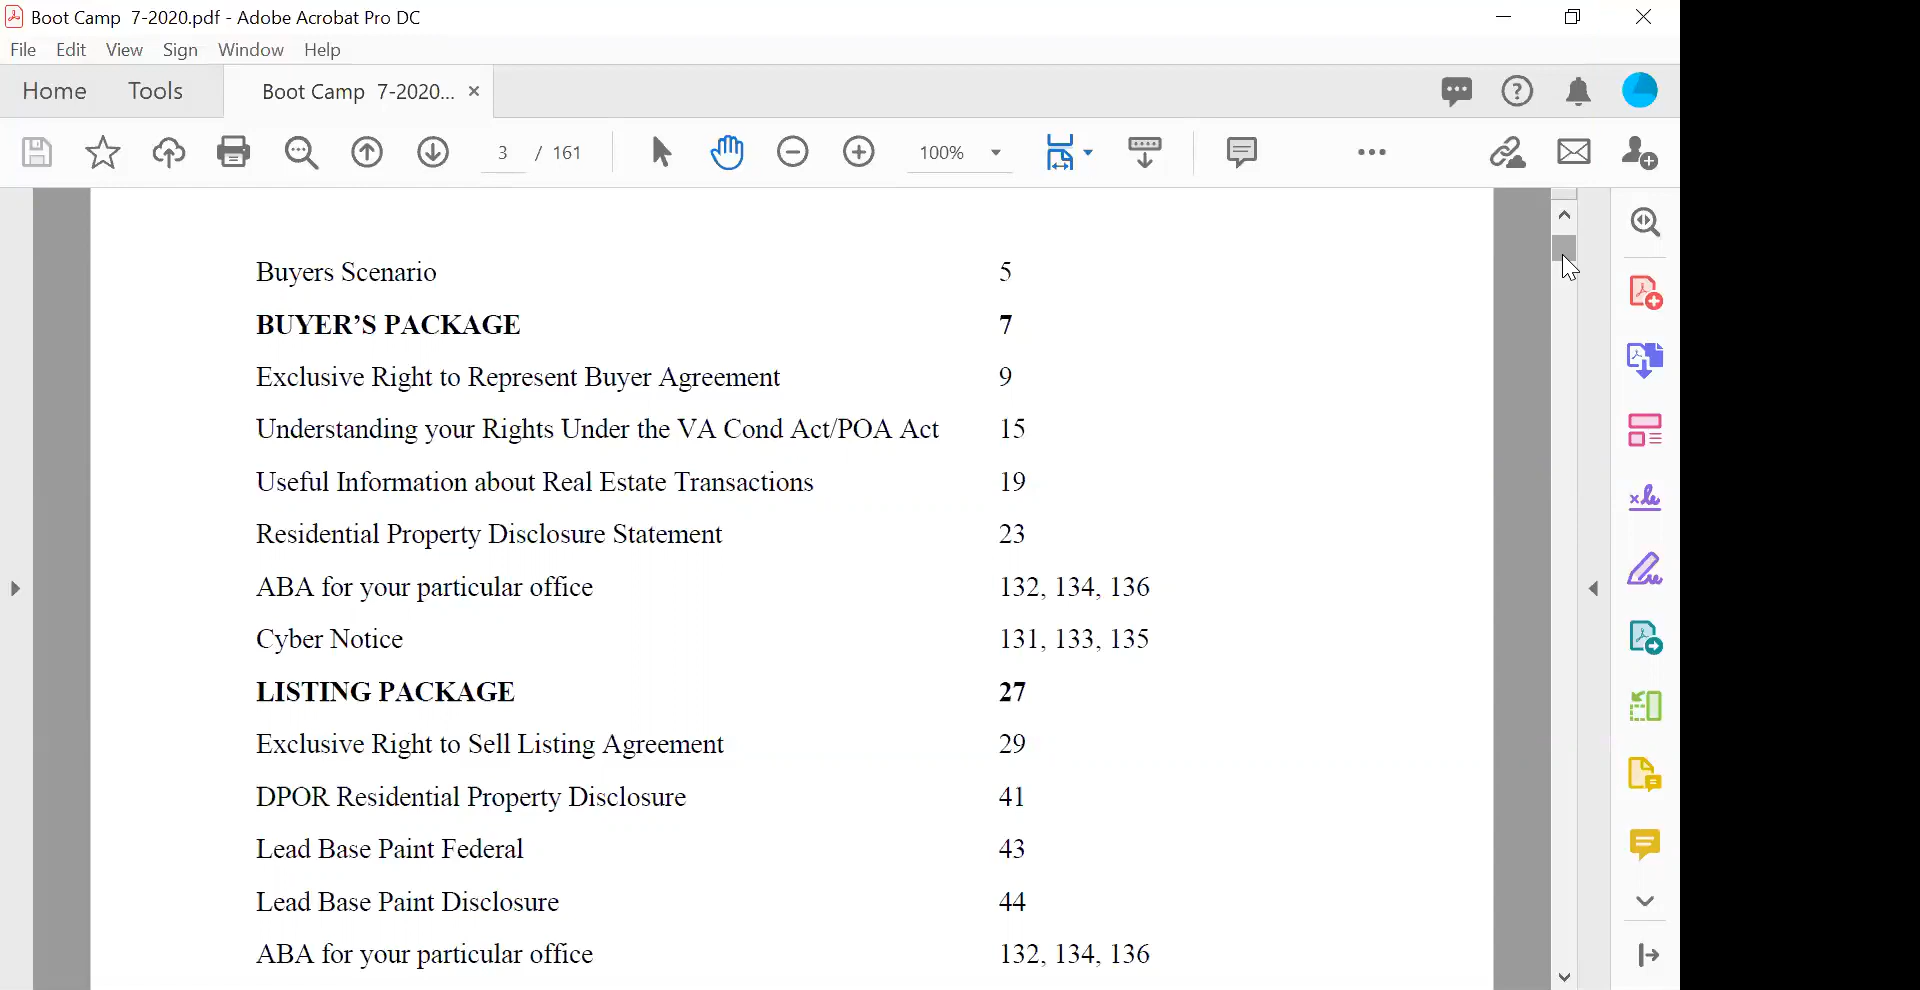 Boot Camp 7-2020.pdf - Adobe Acrobat Pro DC
File Edit View Sign Window Help
Home Tools Boot Camp 7-2020... ×
3 / 161 100%
Buyers Scenario 5
BUYER’S PACKAGE 7
Exclusive Right to Represent Buyer Agreement 9
Understanding your Rights Under the VA Cond Act/POA Act 15
Useful Information about Real Estate Transactions 19
Residential Property Disclosure Statement 23
ABA for your particular office 132, 134, 136
Cyber Notice 131, 133, 135
LISTING PACKAGE 27
Exclusive Right to Sell Listing Agreement 29
DPOR Residential Property Disclosure 41
Lead Base Paint Federal 43
Lead Base Paint Disclosure 44
ABA for your particular office 132, 134, 136